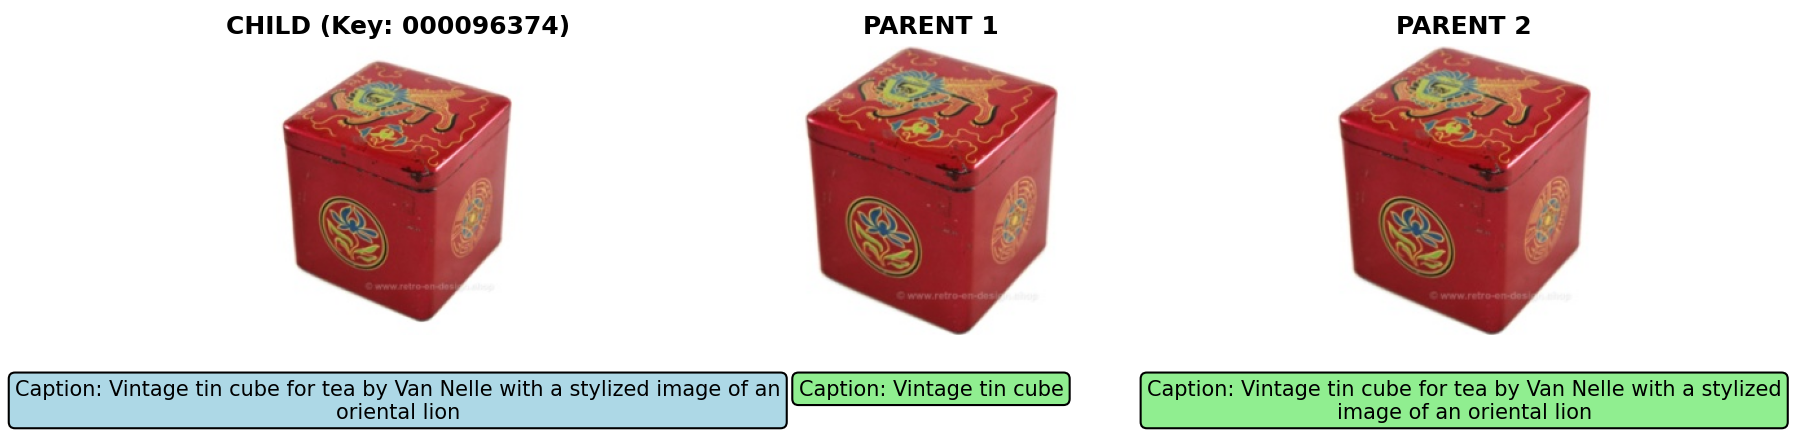 CHILD (Key: 000096374)
PARENT 1
PARENT 2
© www.retro-en-design.shop
© www.retro-en-design.shop
© www.retro-en-design.shop
Caption: Vintage tin cube for tea by Van Nelle with a stylized image of an
oriental lion
Caption: Vintage tin cube
Caption: Vintage tin cube for tea by Van Nelle with a stylized
image of an oriental lion